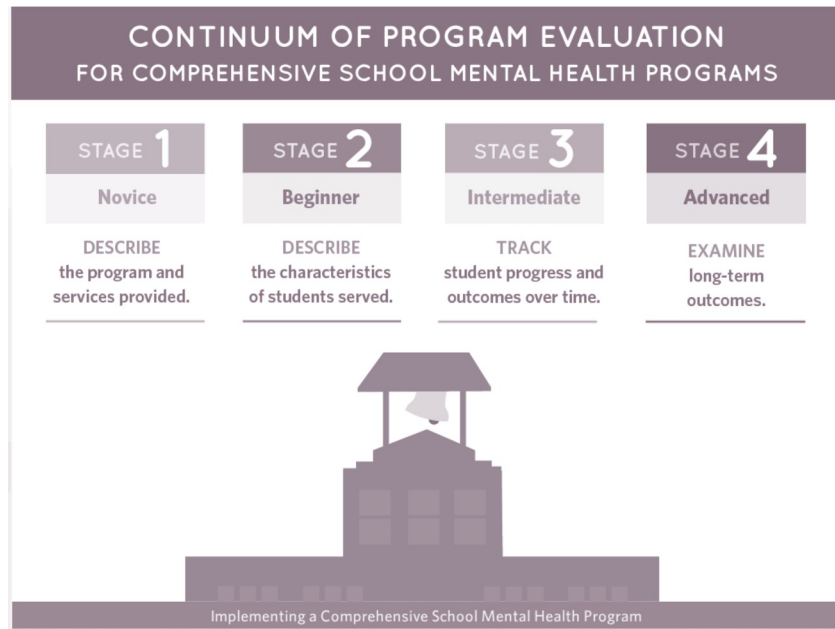 CONTINUUM OF PROGRAM EVALUATION
FOR COMPREHENSIVE SCHOOL MENTAL HEALTH PROGRAMS
STAGE 1
Novice
DESCRIBE
the program and
services provided.
STAGE 2
Beginner
DESCRIBE
the characteristics
of students served.
STAGE 3
Intermediate
TRACK
student progress and
outcomes over time.
STAGE 4
Advanced
EXAMINE
long-term
outcomes.
Implementing a Comprehensive School Mental Health Program